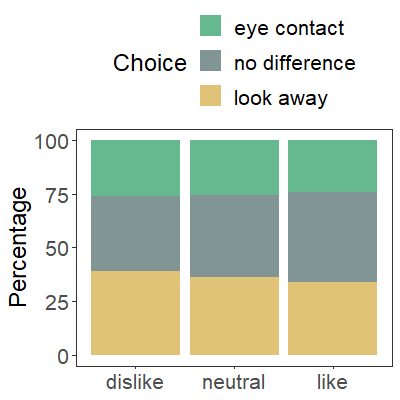 Choice
eye contact
no difference
look away
Percentage
100
75
50
25
0
dislike neutral like